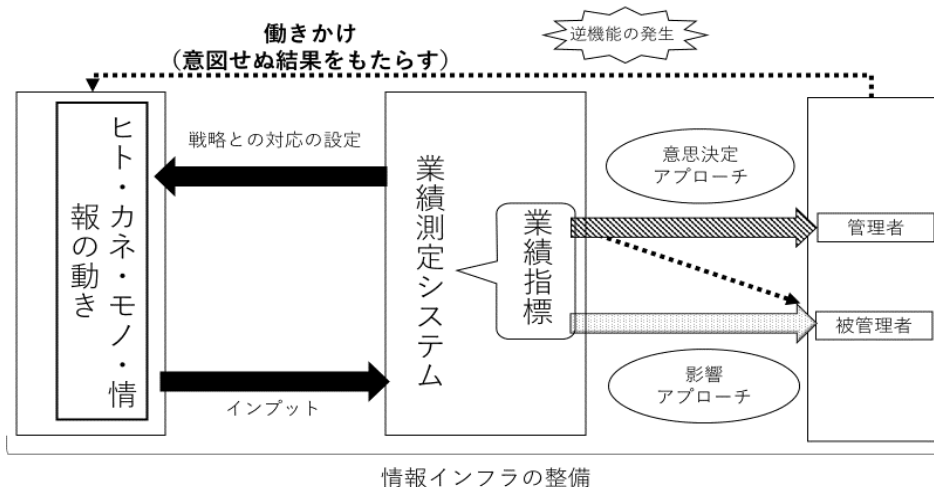 働きかけ
(意図せぬ結果をもたらす)
逆機能の発生
ヒト・カネ・モノ・情
報の動き
戦略との対応の設定
インプット
業績測定システム
業績指標
意思決定
アプローチ
管理者
被管理者
影響
アプローチ
情報インフラの整備